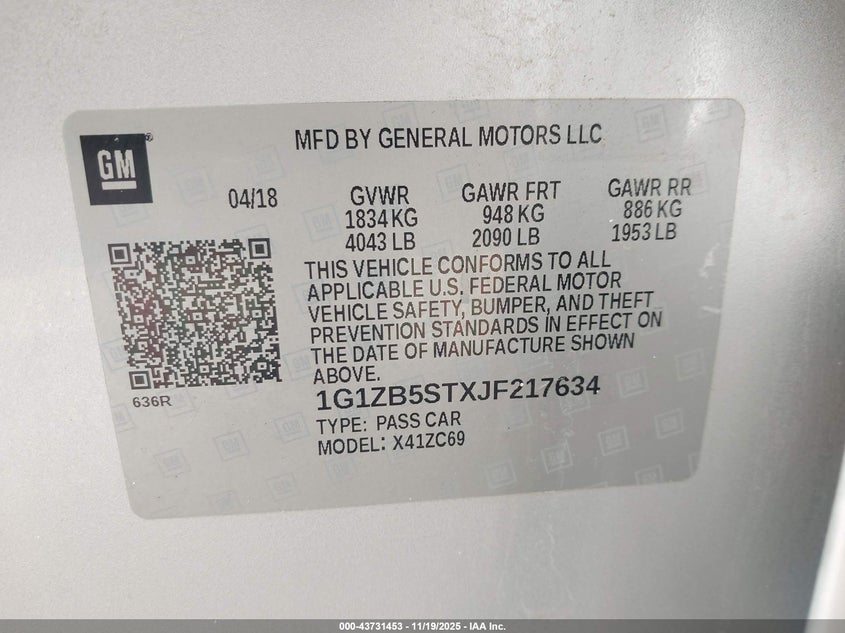 GM
MFD BY GENERAL MOTORS LLC
04/18
GVWR
1834 KG
4043 LB
GAWR FRT
948 KG
2090 LB
GAWR RR
886 KG
1953 LB
THIS VEHICLE CONFORMS TO ALL
APPLICABLE U.S. FEDERAL MOTOR
VEHICLE SAFETY, BUMPER, AND THEFT
PREVENTION STANDARDS IN EFFECT ON
THE DATE OF MANUFACTURE SHOWN
ABOVE.
636R
1G1ZB5STXJF217634
TYPE: PASS CAR
MODEL: X41ZC69
000-43731453 - 11/19/2025 - IAA Inc.